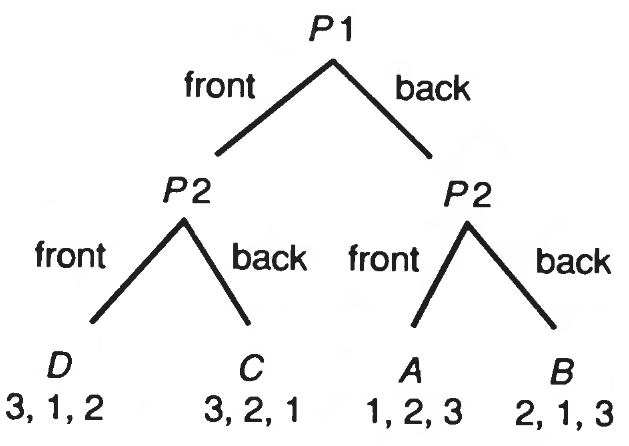 P1
front back
P2 P2
front back front back
D C A B
3, 1, 2 3, 2, 1 1, 2, 3 2, 1, 3